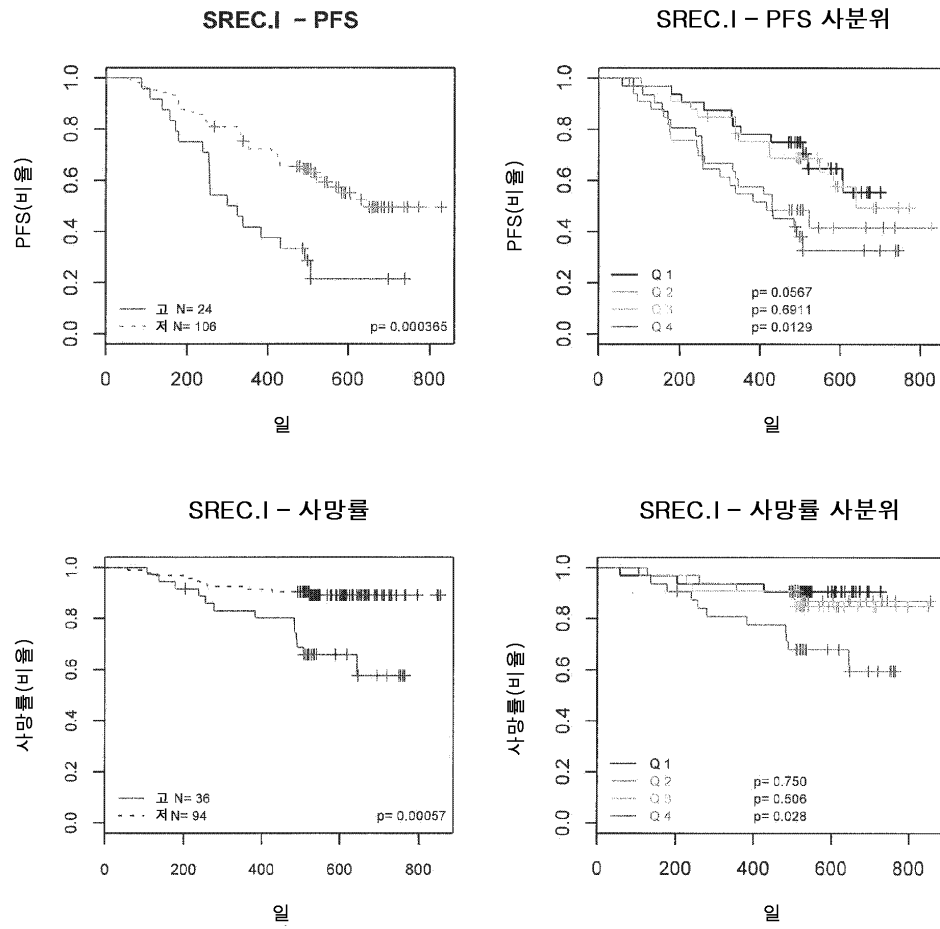 SREC.I – PFS
PFS(비율)
1.0
0.8
0.6
0.4
0.2
0.0
고 N= 24
저 N= 106
p= 0.000365
0 200 400 600 800
일
SREC.I – PFS 사분위
PFS(비율)
1.0
0.8
0.6
0.4
0.2
0.0
Q 1
Q 2 p= 0.0567
Q 3 p= 0.6911
Q 4 p= 0.0129
0 200 400 600 800
일
SREC.I – 사망률
사망률(비율)
1.0
0.8
0.6
0.4
0.2
0.0
고 N= 36
저 N= 94
p= 0.00057
0 200 400 600 800
일
SREC.I – 사망률 사분위
사망률(비율)
1.0
0.8
0.6
0.4
0.2
0.0
Q 1
Q 2 p= 0.750
Q 3 p= 0.506
Q 4 p= 0.028
0 200 400 600 800
일